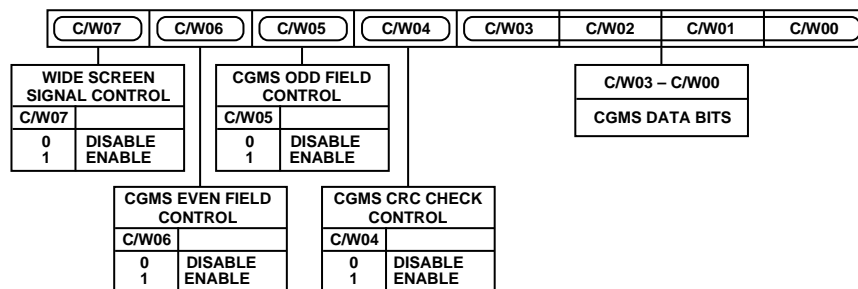 C/W07 C/W06 C/W05 C/W04 C/W03 C/W02 C/W01 C/W00
WIDE SCREEN
SIGNAL CONTROL
C/W07
0 DISABLE
1 ENABLE
CGMS ODD FIELD
CONTROL
C/W05
0 DISABLE
1 ENABLE
C/W03 – C/W00
CGMS DATA BITS
CGMS EVEN FIELD
CONTROL
C/W06
0 DISABLE
1 ENABLE
CGMS CRC CHECK
CONTROL
C/W04
0 DISABLE
1 ENABLE